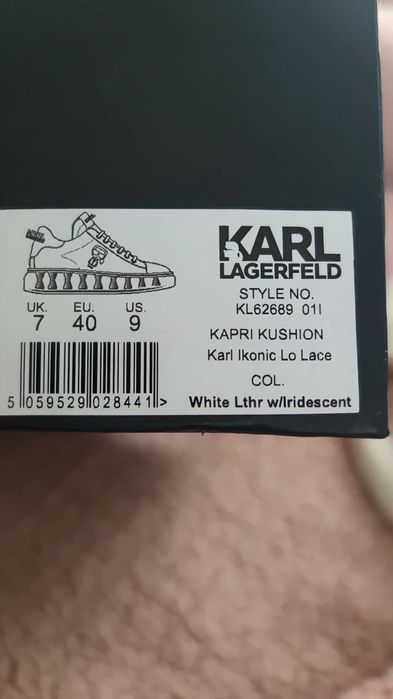 KARL
LAGERFELD
STYLE NO.
KL62689 01I
KAPRI KUSHION
Karl Ikonic Lo Lace
COL.
White Lthr w/Iridescent
UK. EU. US.
7 40 9
5 059529 028441 >